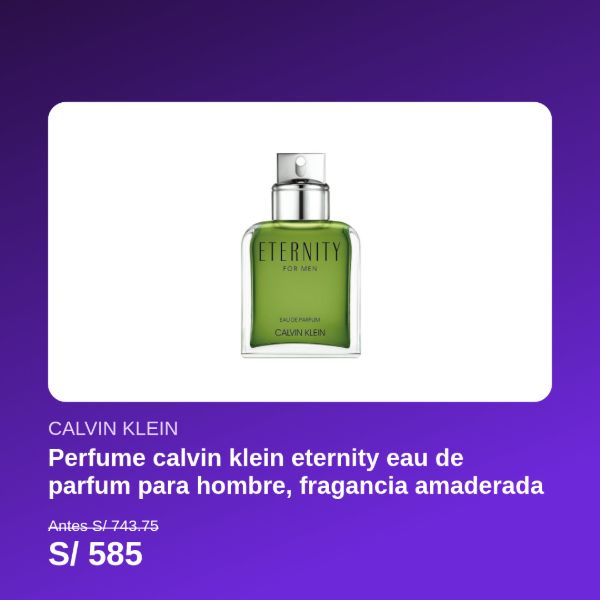 ETERNITY
FOR MEN
EAU DE PARFUM
CALVIN KLEIN
CALVIN KLEIN
Perfume calvin klein eternity eau de
parfum para hombre, fragancia amaderada
Antes S/ 743.75
S/ 585